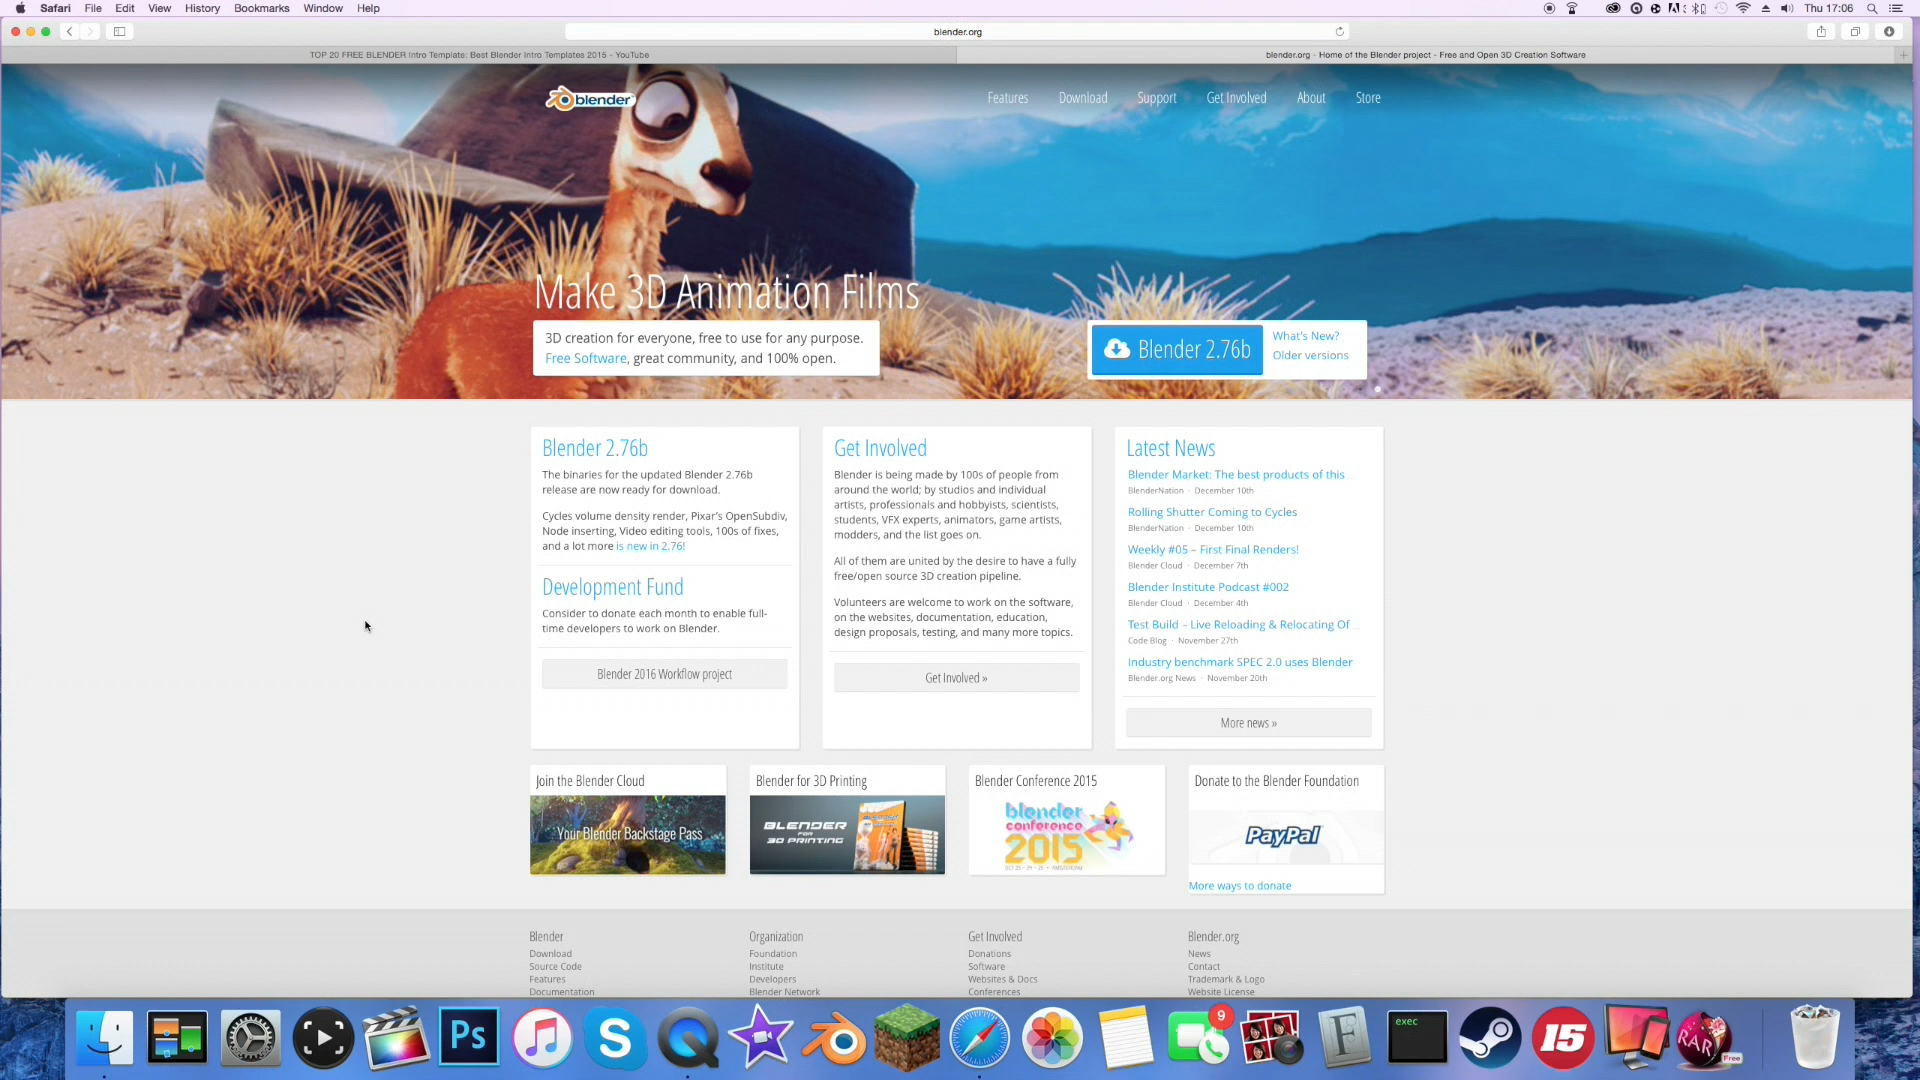 Safari File Edit View History Bookmarks Window Help
Thu 17:06
blender.org
TOP 20 FREE BLENDER Intro Template: Best Blender Intro Templates 2015 - YouTube
blender.org - Home of the Blender project - Free and Open 3D Creation Software
blender
Features Download Support Get Involved About Store
Make 3D Animation Films
3D creation for everyone, free to use for any purpose.
Free Software, great community, and 100% open.
Blender 2.76b
What's New?
Older versions
Blender 2.76b
The binaries for the updated Blender 2.76b
release are now ready for download.
Cycles volume density render, Pixar's OpenSubdiv,
Node inserting, Video editing tools, 100s of fixes,
and a lot more is new in 2.76!
Development Fund
Consider to donate each month to enable full-
time developers to work on Blender.
Blender 2016 Workflow project
Get Involved
Blender is being made by 100s of people from
around the world; by studios and individual
artists, professionals and hobbyists, scientists,
students, VFX experts, animators, game artists,
modders, and the list goes on.
All of them are united by the desire to have a fully
free/open source 3D creation pipeline.
Volunteers are welcome to work on the software,
on the websites, documentation, education,
design proposals, testing, and many more topics.
Get Involved »
Latest News
Blender Market: The best products of this
BlenderNation · December 10th
Rolling Shutter Coming to Cycles
BlenderNation · December 10th
Weekly #05 – First Final Renders!
Blender Cloud · December 7th
Blender Institute Podcast #002
Blender Cloud · December 4th
Test Build – Live Reloading & Relocating Of
Code Blog · November 27th
Industry benchmark SPEC 2.0 uses Blender
Blender.org News · November 20th
More news »
Join the Blender Cloud
Your Blender Backstage Pass
Blender for 3D Printing
BLENDER
FOR
3D PRINTING
Blender Conference 2015
blender
conference
2015
Donate to the Blender Foundation
PayPal
More ways to donate
Blender
Download
Source Code
Features
Documentation
Organization
Foundation
Institute
Developers
Blender Network
Get Involved
Donations
Software
Websites & Docs
Conferences
Blender.org
News
Contact
Trademark & Logo
Website License
Ps
S
9
F
exec
15
RAR
Free